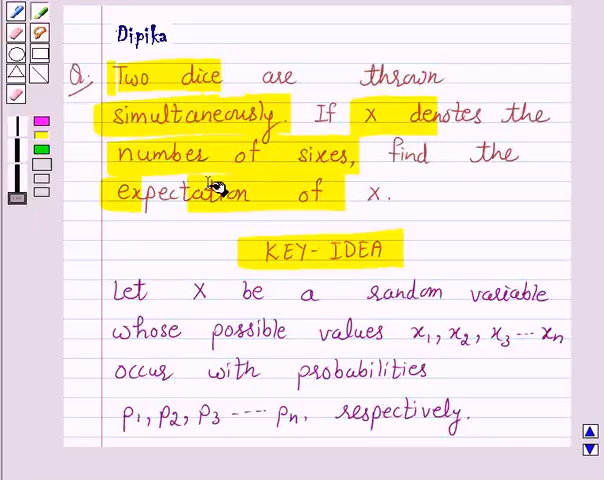 Dipika
Q. Two dice are thrown
simultaneously. If x denotes the
number of sixes, find the
expectation of x.
KEY-IDEA
Let X be a random variable
whose possible values x₁, x₂, x₃ ---- xₙ
occur with probabilities
p₁, p₂, p₃ ---- pₙ, respectively.